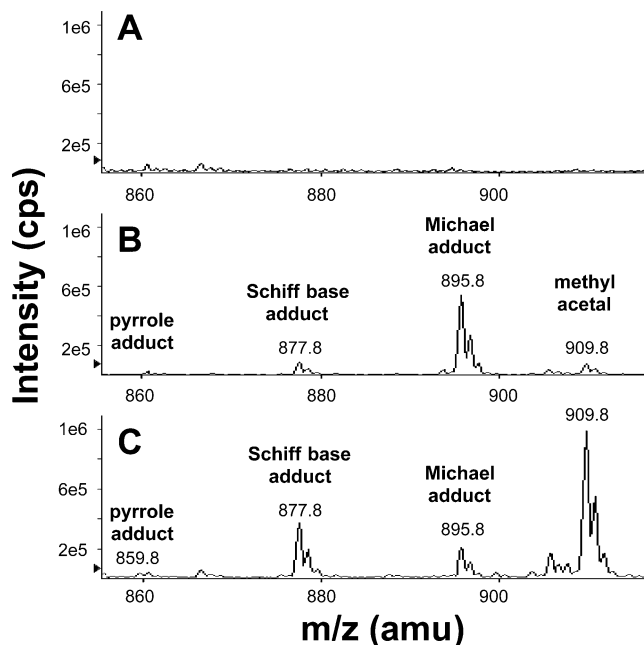 A
1e6
6e5
2e5
860
880
900
B
1e6
6e5
2e5
pyrrole
adduct
Schiff base
adduct
877.8
Michael
adduct
895.8
methyl
acetal
909.8
860
880
900
C
1e6
6e5
2e5
pyrrole
adduct
859.8
Schiff base
adduct
877.8
Michael
adduct
895.8
909.8
860
880
900
Intensity (cps)
m/z (amu)